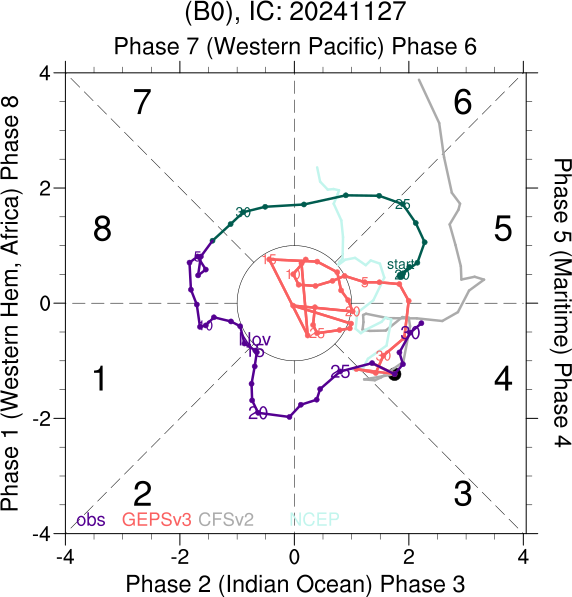 (B0), IC: 20241127
Phase 7 (Western Pacific) Phase 6
4
7
6
Phase 1 (Western Hem, Africa) Phase 8
Phase 5 (Maritime) Phase 4
2
30
25
8
5
start
20
15
10
5
20
0
25
30
Nov
15
30
25
1
4
20
-2
2
3
obs
GEPSv3
CFSv2
NCEP
-4
-4
-2
0
2
4
Phase 2 (Indian Ocean) Phase 3